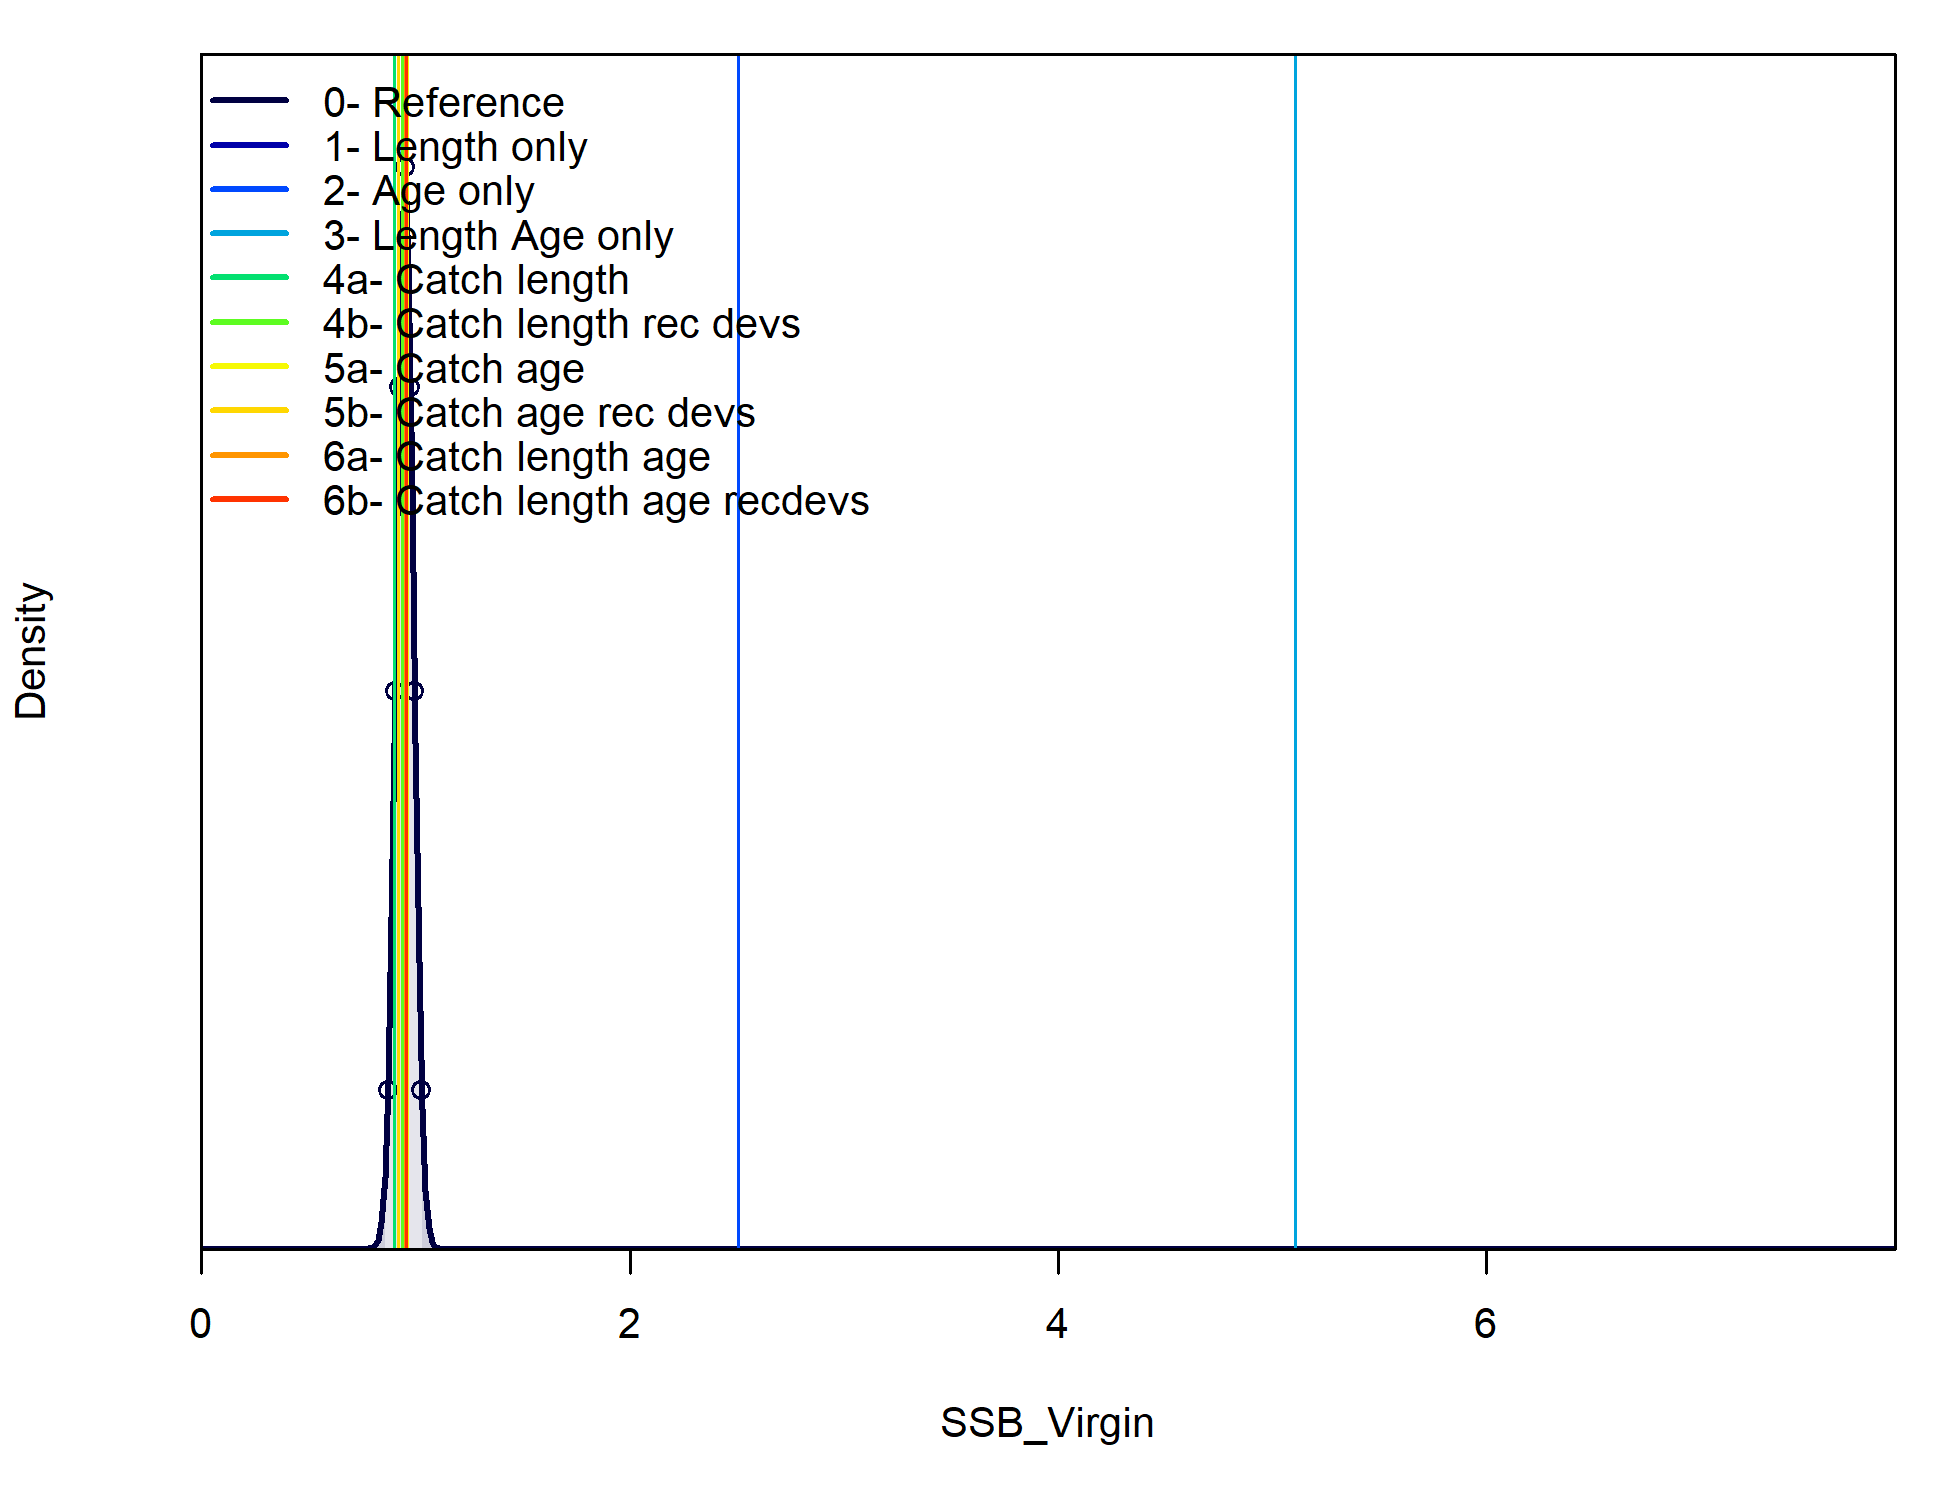 0- Reference
1- Length only
2- Age only
3- Length Age only
4a- Catch length
4b- Catch length rec devs
5a- Catch age
5b- Catch age rec devs
6a- Catch length age
6b- Catch length age recdevs
Density
0 2 4 6
SSB_Virgin